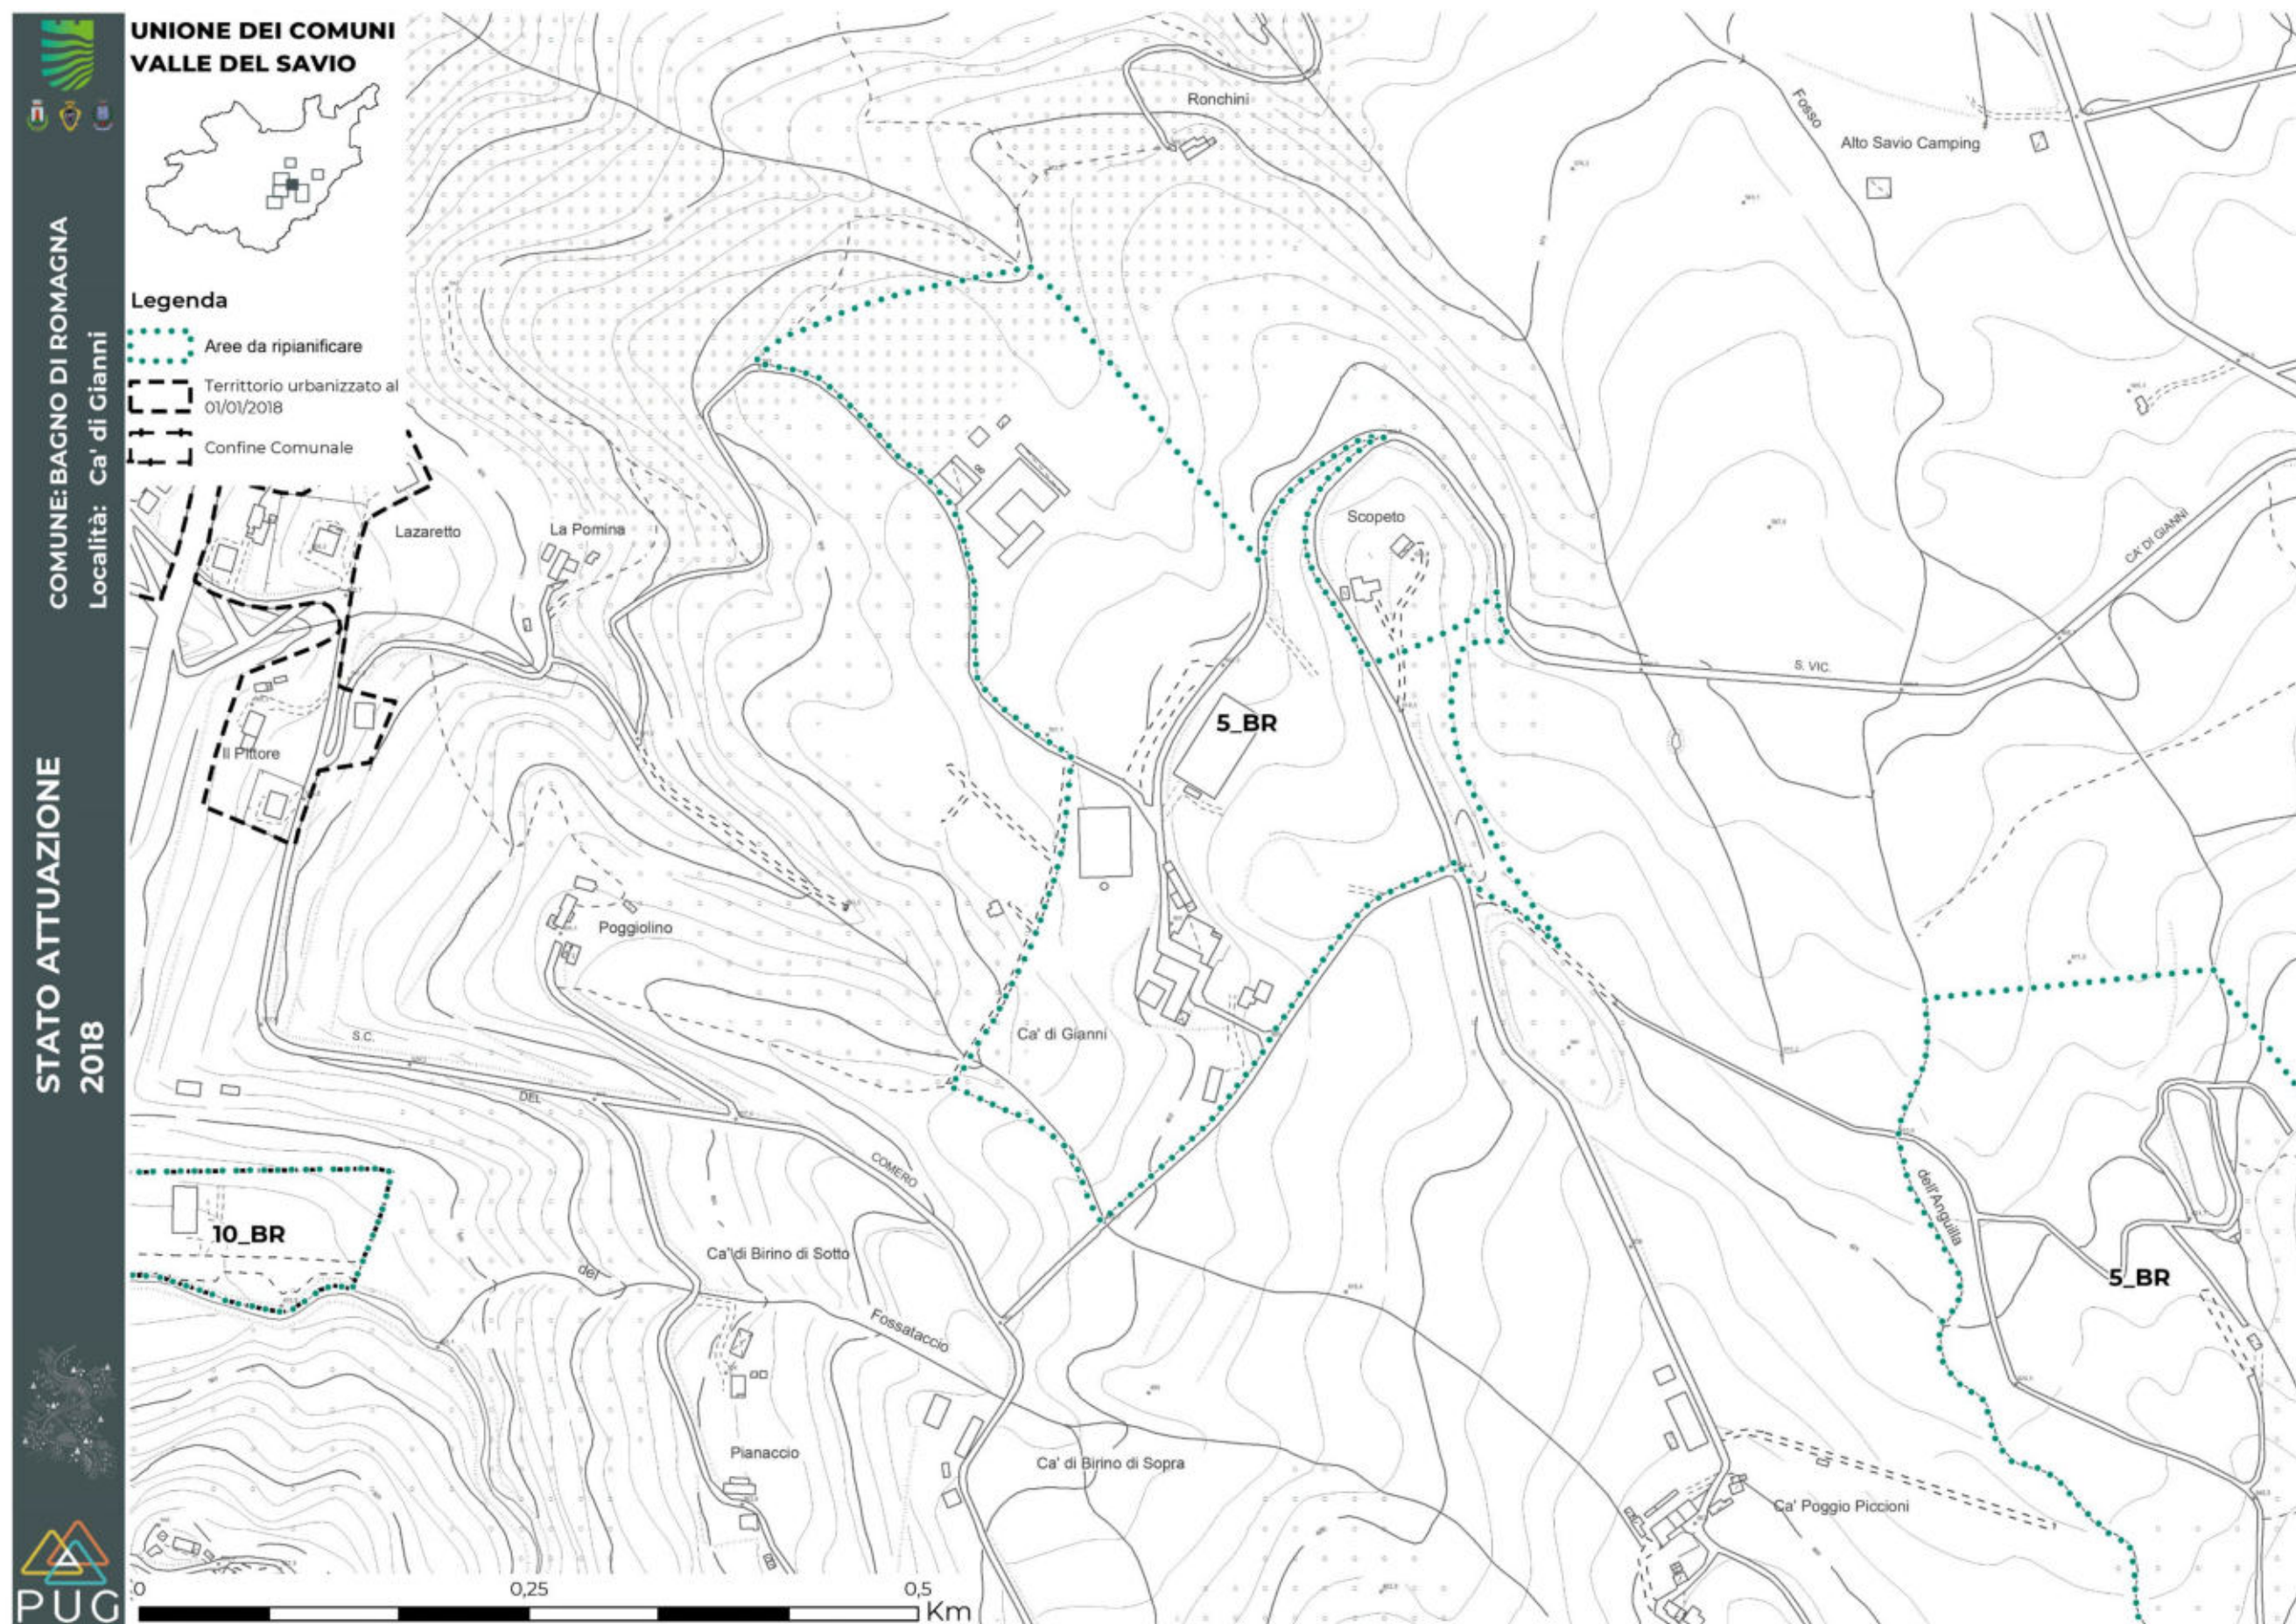 UNIONE DEI COMUNI
VALLE DEL SAVIO
COMUNE: BAGNO DI ROMAGNA
Località: Ca' di Gianni
STATO ATTUAZIONE
2018
PUG
Legenda
Aree da ripianificare
Territtorio urbanizzato al
01/01/2018
Confine Comunale
Ronchini
Fosso
Alto Savio Camping
Lazaretto
La Pomina
Scopeto
CA' DI GIANNI
S. VIC.
5_BR
Il Pittore
Poggiolino
Ca' di Gianni
S.C.
DEL
COMERO
dell'Anguilla
10_BR
Ca' di Birino di Sotto
del
Fossataccio
5_BR
Pianaccio
Ca' di Birino di Sopra
Ca' Poggio Piccioni
0 0,25 0,5
Km